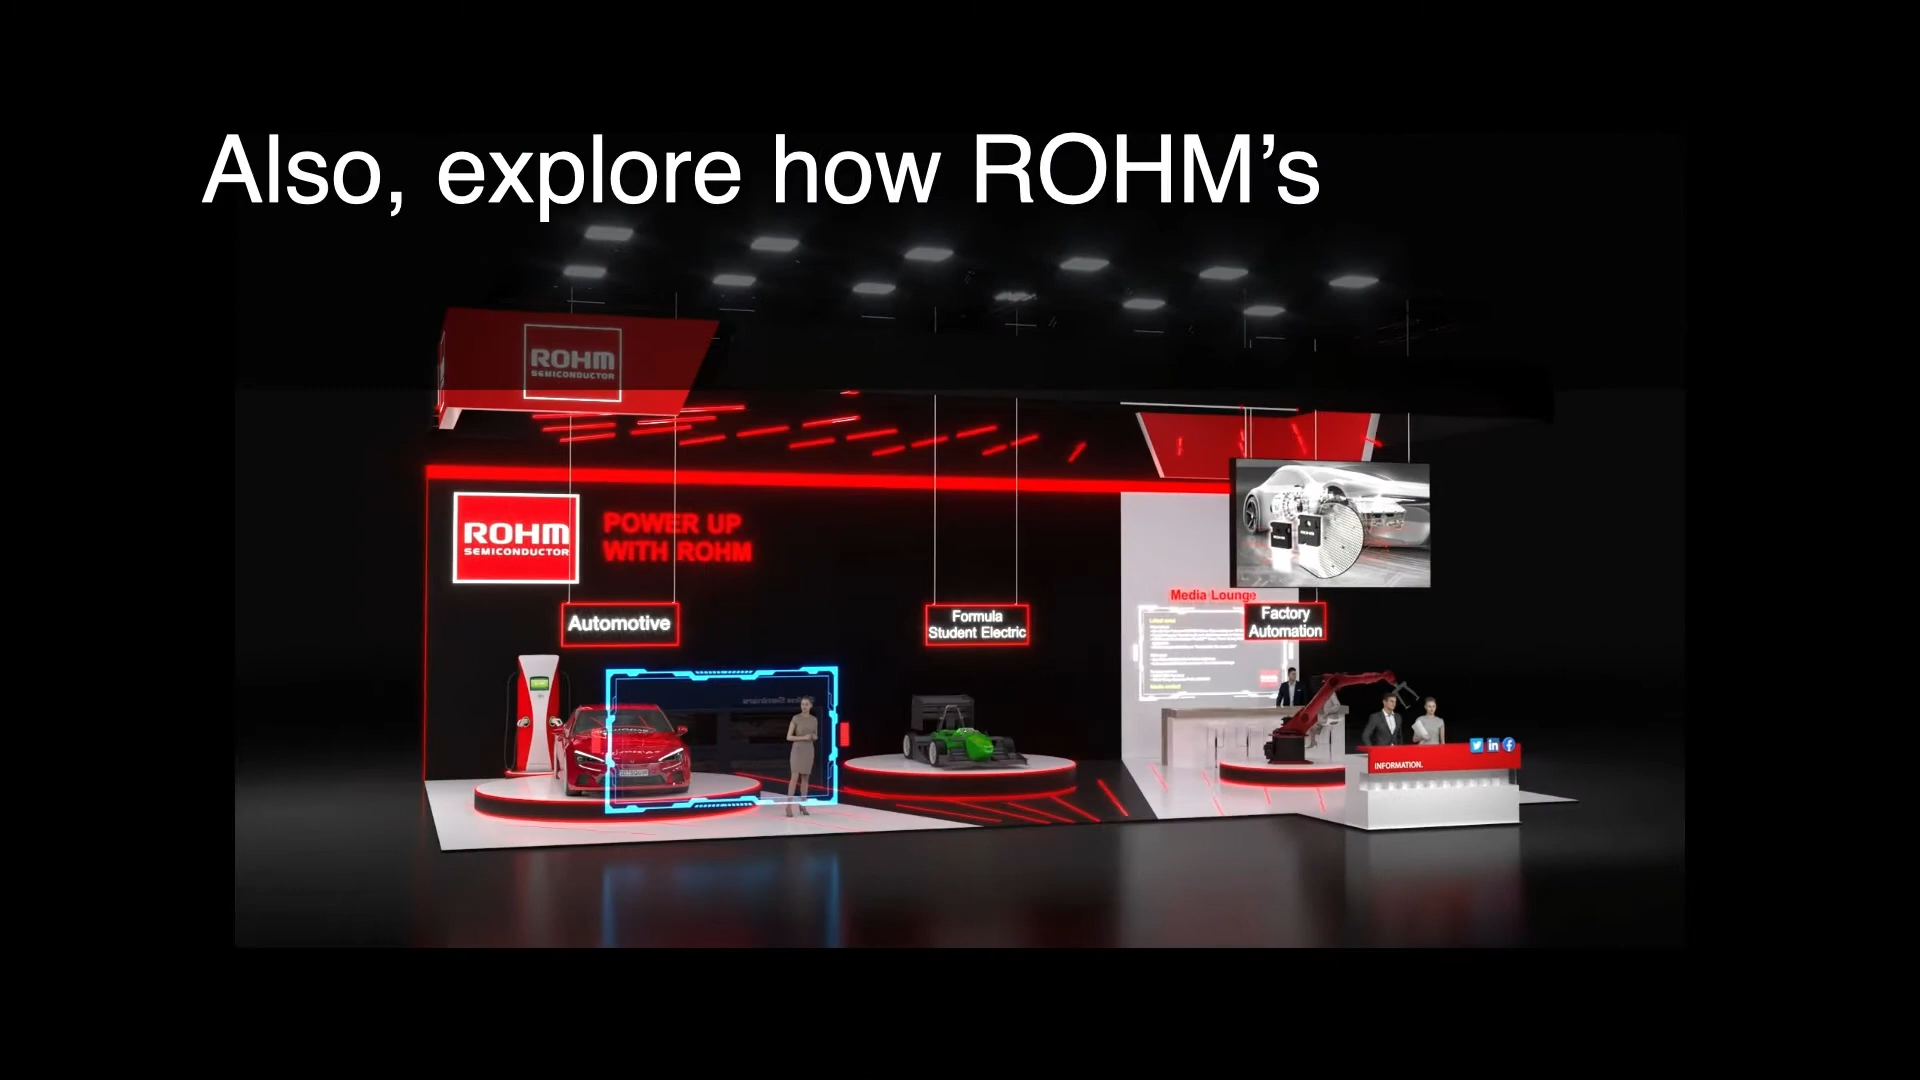 Also, explore how ROHM’s
ROHM
SEMICONDUCTOR
ROHM
SEMICONDUCTOR
POWER UP
WITH ROHM
Automotive
Formula
Student Electric
Media Lounge
Factory
Automation
INFORMATION.